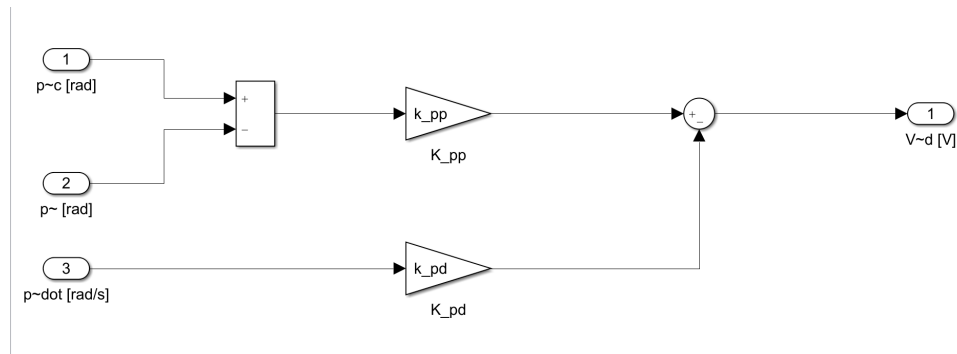 1
p~c [rad]
+
−
k_pp
K_pp
+
−
1
V~d [V]
2
p~ [rad]
3
p~dot [rad/s]
k_pd
K_pd